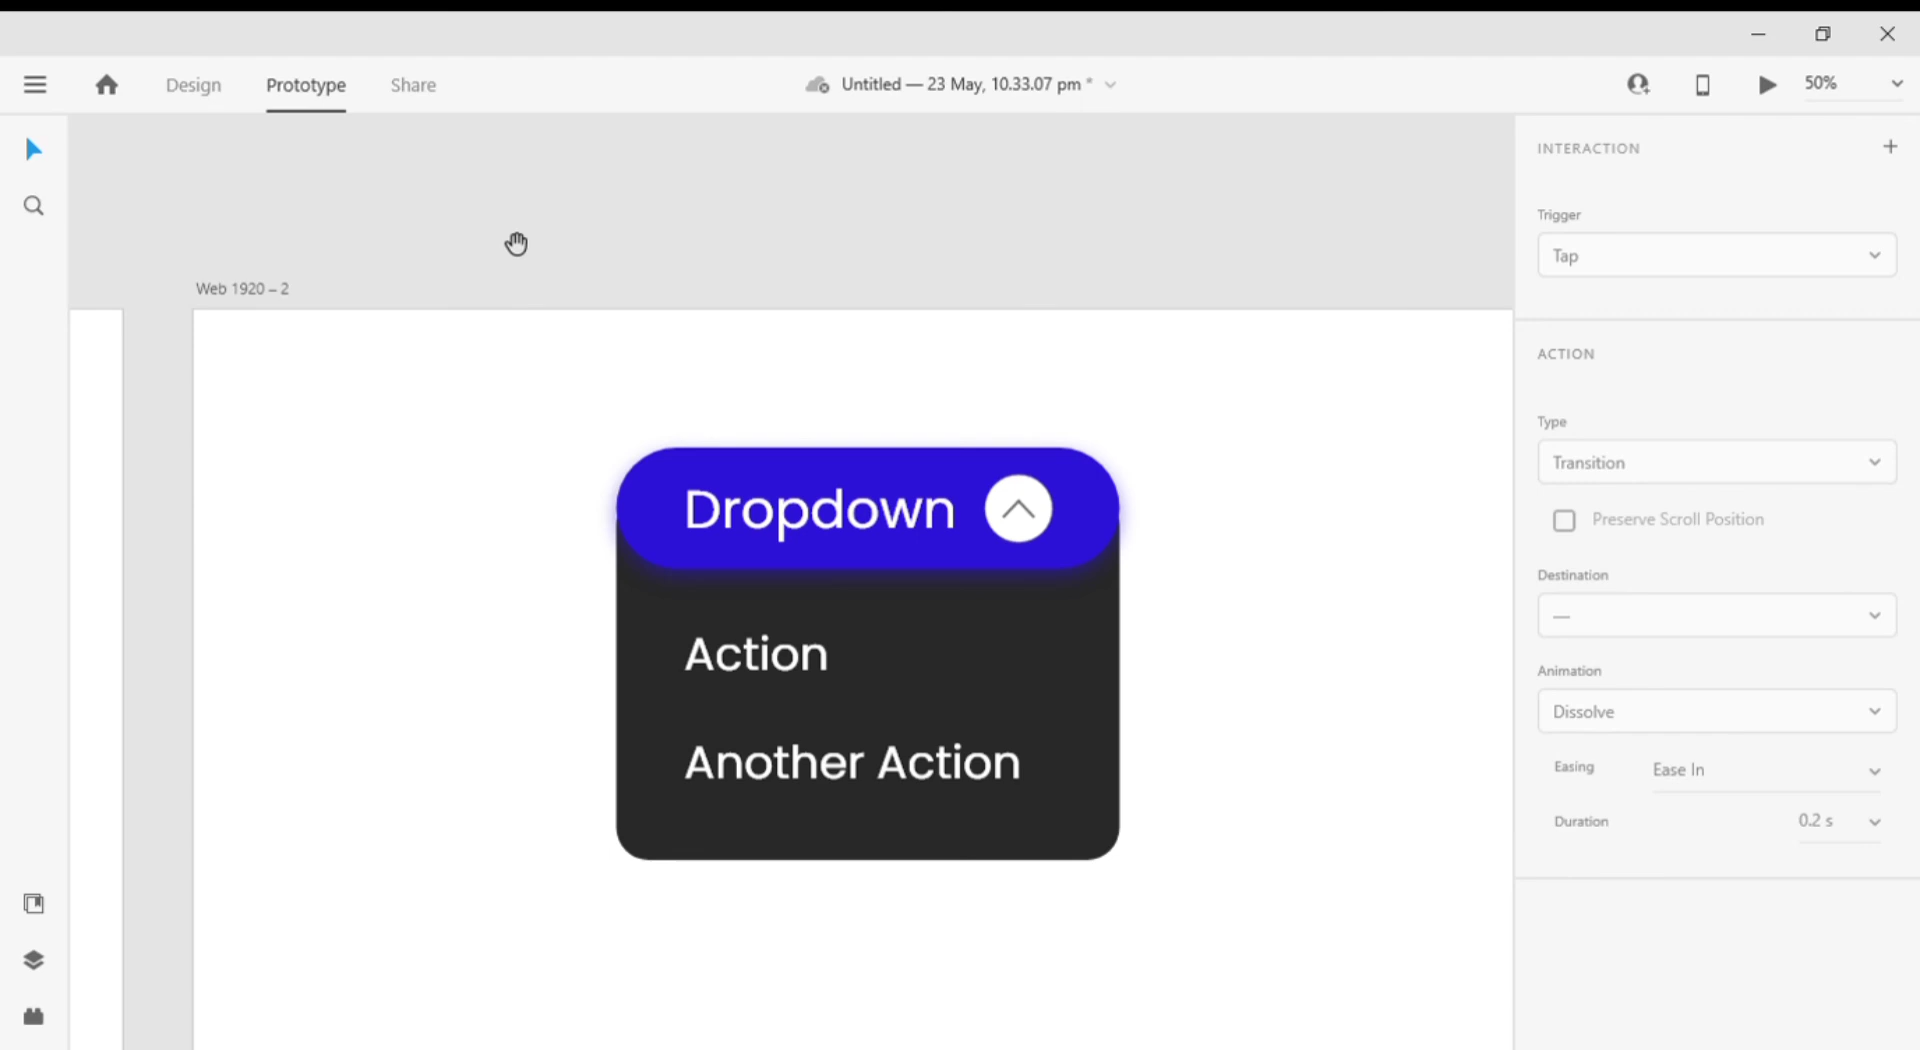 Design Prototype Share Untitled — 23 May, 10.33.07 pm * 50%
INTERACTION
Trigger
Tap
Web 1920 – 2
ACTION
Type
Transition
Preserve Scroll Position
Destination
—
Animation
Dissolve
Easing Ease In
Duration 0.2 s
Dropdown
Action
Another Action